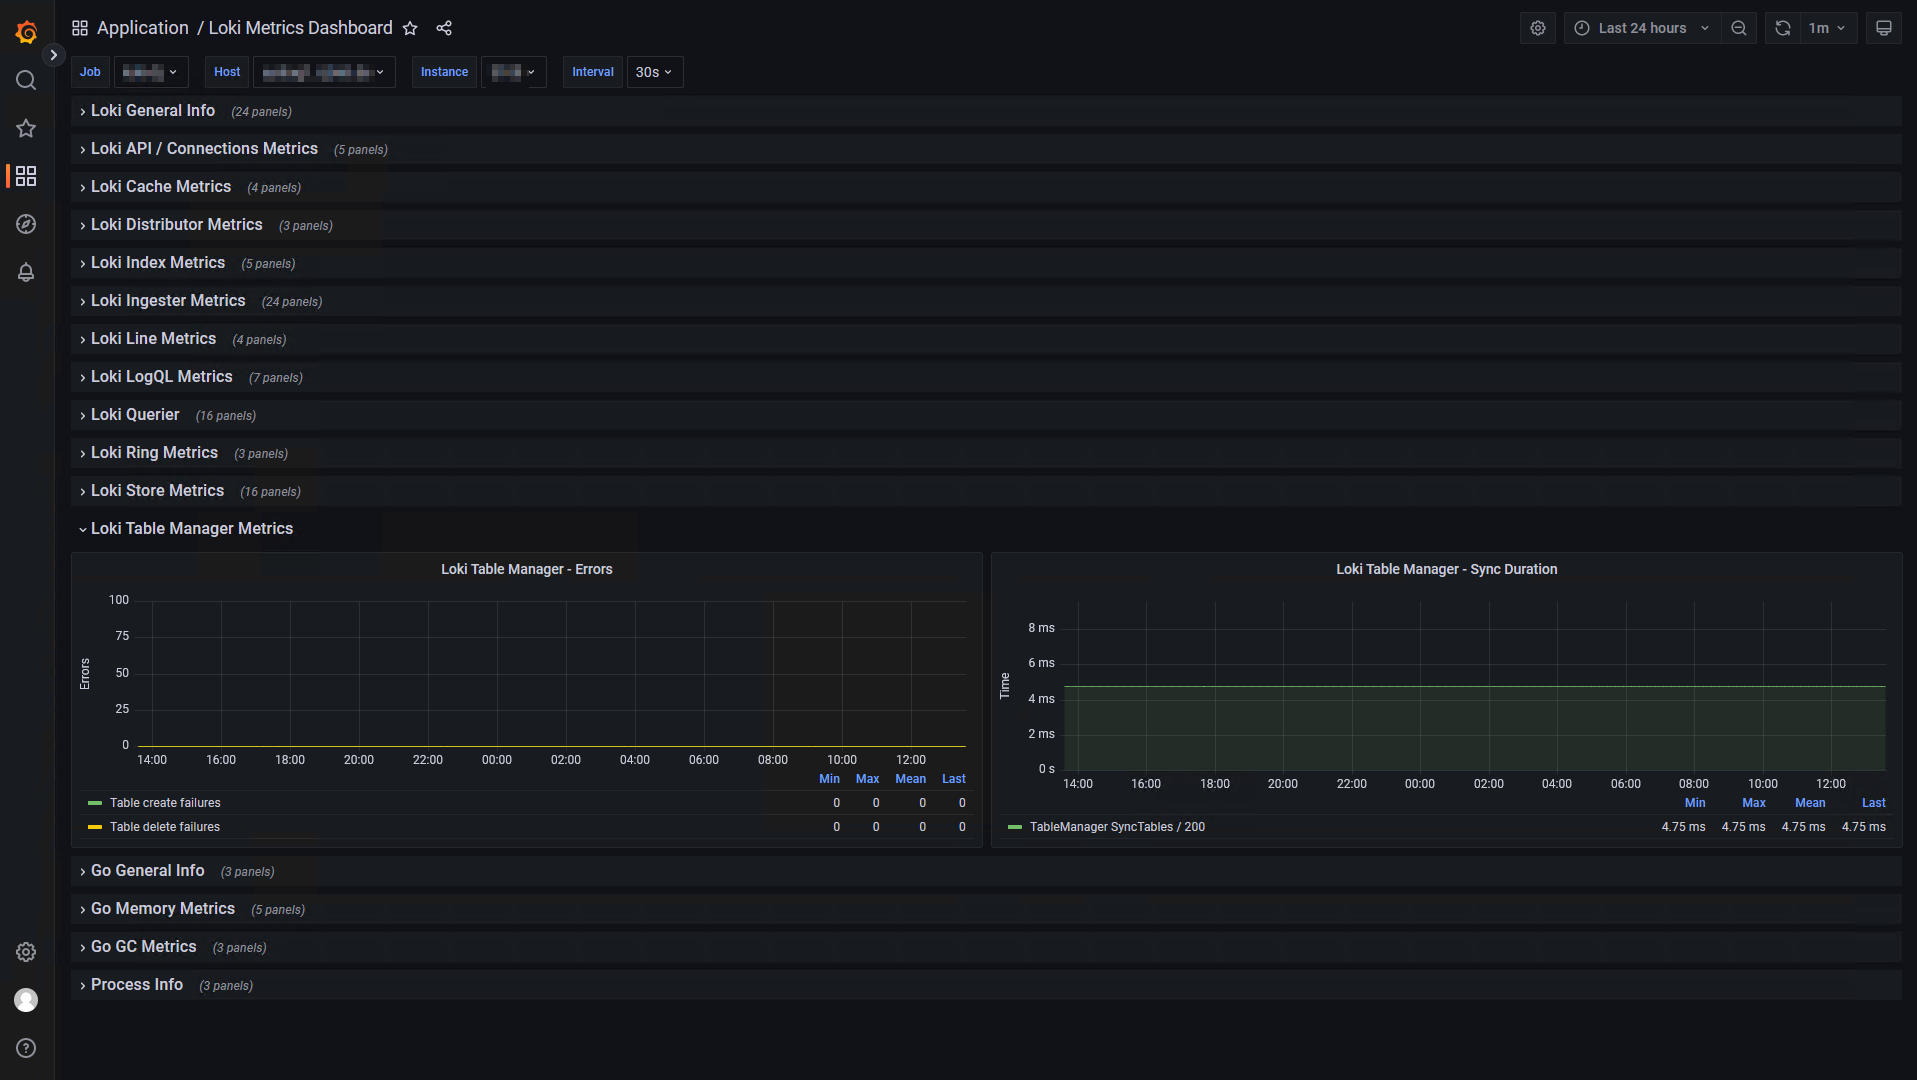 Application / Loki Metrics Dashboard
Last 24 hours
1m
Job
Host
Instance
Interval 30s
Loki General Info (24 panels)
Loki API / Connections Metrics (5 panels)
Loki Cache Metrics (4 panels)
Loki Distributor Metrics (3 panels)
Loki Index Metrics (5 panels)
Loki Ingester Metrics (24 panels)
Loki Line Metrics (4 panels)
Loki LogQL Metrics (7 panels)
Loki Querier (16 panels)
Loki Ring Metrics (3 panels)
Loki Store Metrics (16 panels)
Loki Table Manager Metrics
Loki Table Manager - Errors
Errors
100
75
50
25
0
14:00 16:00 18:00 20:00 22:00 00:00 02:00 04:00 06:00 08:00 10:00 12:00
Min Max Mean Last
Table create failures 0 0 0 0
Table delete failures 0 0 0 0
Loki Table Manager - Sync Duration
Time
8 ms
6 ms
4 ms
2 ms
0 s
14:00 16:00 18:00 20:00 22:00 00:00 02:00 04:00 06:00 08:00 10:00 12:00
Min Max Mean Last
TableManager SyncTables / 200 4.75 ms 4.75 ms 4.75 ms 4.75 ms
Go General Info (3 panels)
Go Memory Metrics (5 panels)
Go GC Metrics (3 panels)
Process Info (3 panels)